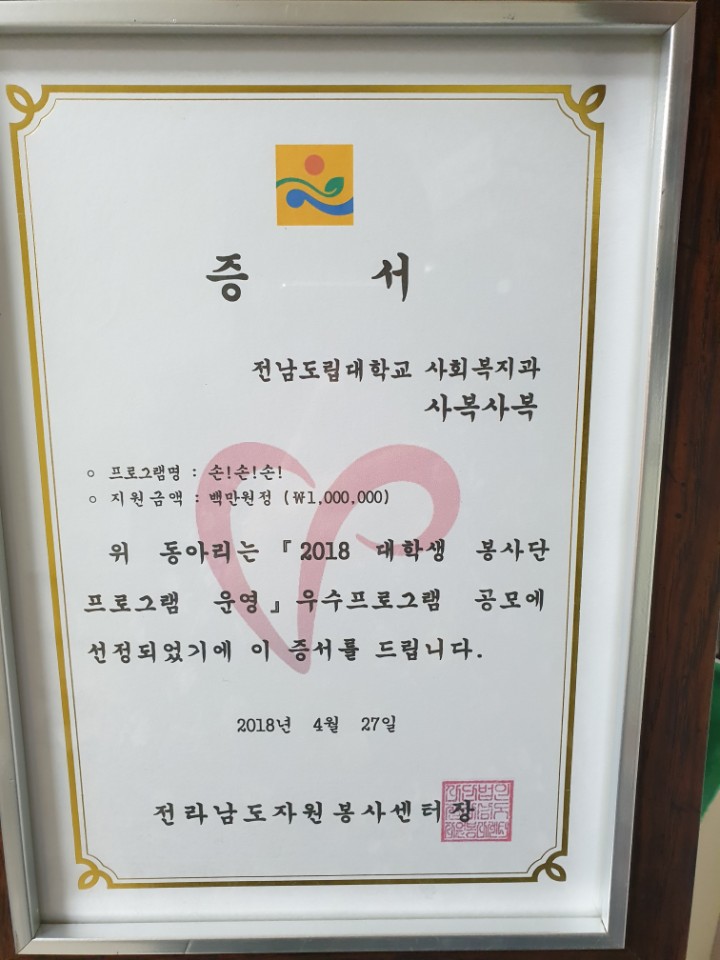 증 서
전남도립대학교 사회복지과
사복사복
○ 프로그램명 : 손!손!손!
○ 지원금액 : 백만원정 (₩1,000,000)
위 동아리는 『2018 대학생 봉사단
프로그램 운영』우수프로그램 공모에
선정되었기에 이 증서를 드립니다.
2018년 4월 27일
전라남도자원봉사센터장